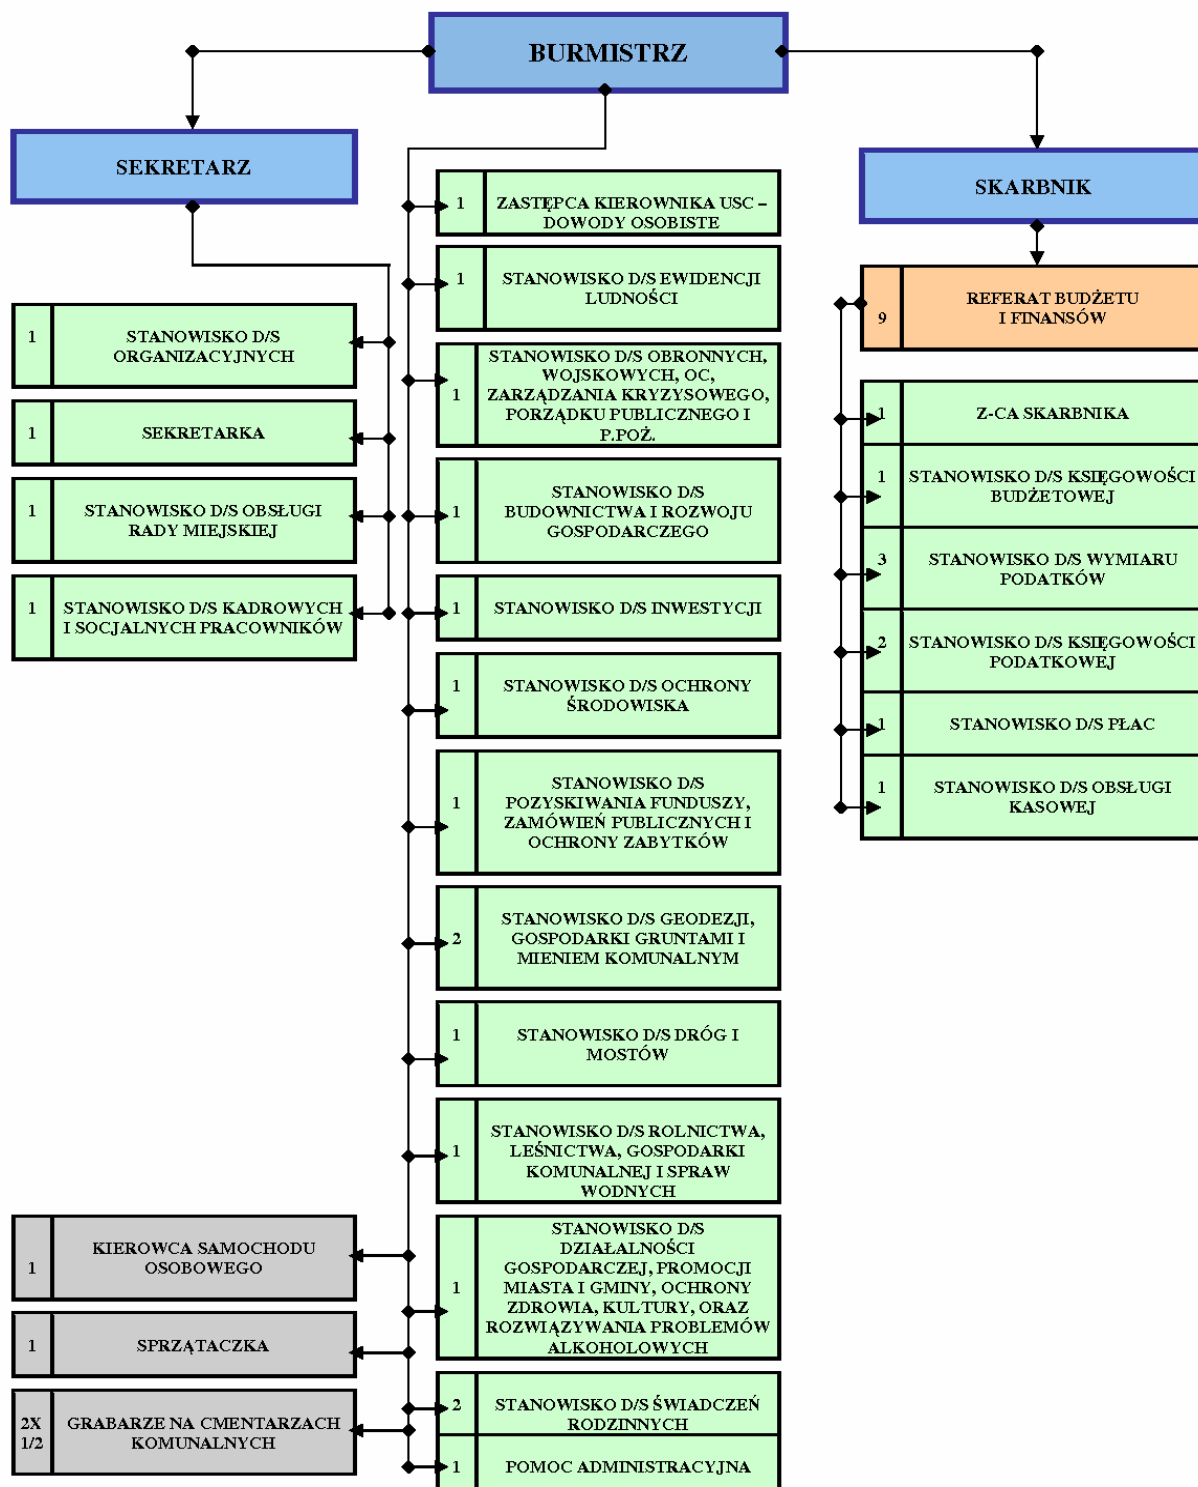 BURMISTRZ
SEKRETARZ
1
STANOWISKO D/S
ORGANIZACYJNYCH
1
SEKRETARKA
1
STANOWISKO D/S OBSŁUGI
RADY MIEJSKIEJ
1
STANOWISKO D/S KADROWYCH
I SOCJALNYCH PRACOWNIKÓW
1
KIEROWCA SAMOCHODU
OSOBOWEGO
1
SPRZĄTACZKA
2X
1/2
GRABARZE NA CMENTARZACH
KOMUNALNYCH
1
ZASTĘPCA KIEROWNIKA USC –
DOWODY OSOBISTE
1
STANOWISKO D/S EWIDENCJI
LUDNOŚCI
1
STANOWISKO D/S OBRONNYCH,
WOJSKOWYCH, OC,
ZARZĄDZANIA KRYZYSOWEGO,
PORZĄDKU PUBLICZNEGO I
P.POŻ.
1
STANOWISKO D/S
BUDOWNICTWA I ROZWOJU
GOSPODARCZEGO
1
STANOWISKO D/S INWESTYCJI
1
STANOWISKO D/S OCHRONY
ŚRODOWISKA
1
STANOWISKO D/S
POZYSKIWANIA FUNDUSZY,
ZAMÓWIEŃ PUBLICZNYCH I
OCHRONY ZABYTKÓW
2
STANOWISKO D/S GEODEZJI,
GOSPODARKI GRUNTAMI I
MIENIEM KOMUNALNYM
1
STANOWISKO D/S DRÓG I
MOSTÓW
1
STANOWISKO D/S ROLNICTWA,
LEŚNICTWA, GOSPODARKI
KOMUNALNEJ I SPRAW
WODNYCH
1
STANOWISKO D/S
DZIAŁALNOŚCI
GOSPODARCZEJ, PROMOCJI
MIASTA I GMINY, OCHRONY
ZDROWIA, KULTURY, ORAZ
ROZWIĄZYWANIA PROBLEMÓW
ALKOHOLOWYCH
2
STANOWISKO D/S ŚWIADCZEŃ
RODZINNYCH
1
POMOC ADMINISTRACYJNA
SKARBNIK
9
REFERAT BUDŻETU
I FINANSÓW
1
Z-CA SKARBNIKA
1
STANOWISKO D/S KSIĘGOWOŚCI
BUDŻETOWEJ
3
STANOWISKO D/S WYMIARU
PODATKÓW
2
STANOWISKO D/S KSIĘGOWOŚCI
PODATKOWEJ
1
STANOWISKO D/S PŁAC
1
STANOWISKO D/S OBSŁUGI
KASOWEJ